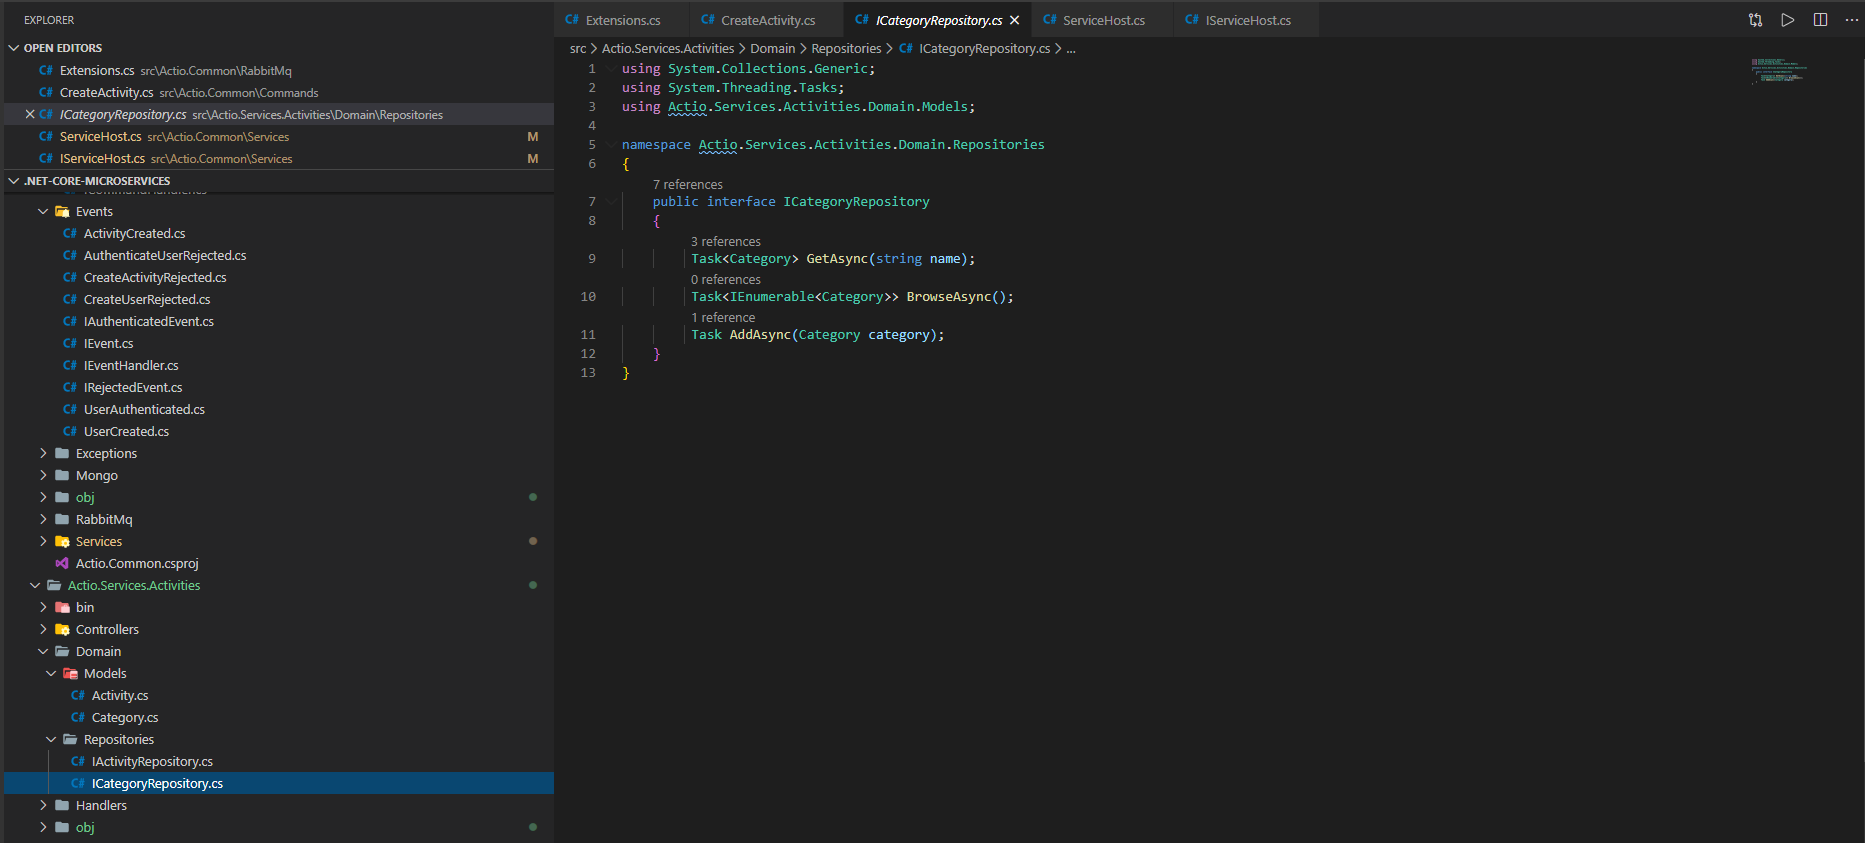 EXPLORER
OPEN EDITORS
C# Extensions.cs src\Actio.Common\RabbitMq
C# CreateActivity.cs src\Actio.Common\Commands
C# ICategoryRepository.cs src\Actio.Services.Activities\Domain\Repositories
C# ServiceHost.cs src\Actio.Common\Services M
C# IServiceHost.cs src\Actio.Common\Services M
.NET-CORE-MICROSERVICES
Events
C# ActivityCreated.cs
C# AuthenticateUserRejected.cs
C# CreateActivityRejected.cs
C# CreateUserRejected.cs
C# IAuthenticatedEvent.cs
C# IEvent.cs
C# IEventHandler.cs
C# IRejectedEvent.cs
C# UserAuthenticated.cs
C# UserCreated.cs
Exceptions
Mongo
obj
RabbitMq
Services
Actio.Common.csproj
Actio.Services.Activities
bin
Controllers
Domain
Models
C# Activity.cs
C# Category.cs
Repositories
C# IActivityRepository.cs
C# ICategoryRepository.cs
Handlers
obj
C# Extensions.cs C# CreateActivity.cs C# ICategoryRepository.cs C# ServiceHost.cs C# IServiceHost.cs
src > Actio.Services.Activities > Domain > Repositories > C# ICategoryRepository.cs > ...
1 using System.Collections.Generic;
2 using System.Threading.Tasks;
3 using Actio.Services.Activities.Domain.Models;
4
5 namespace Actio.Services.Activities.Domain.Repositories
6 {
7 references
7 public interface ICategoryRepository
8 {
3 references
9 Task<Category> GetAsync(string name);
0 references
10 Task<IEnumerable<Category>> BrowseAsync();
1 reference
11 Task AddAsync(Category category);
12 }
13 }